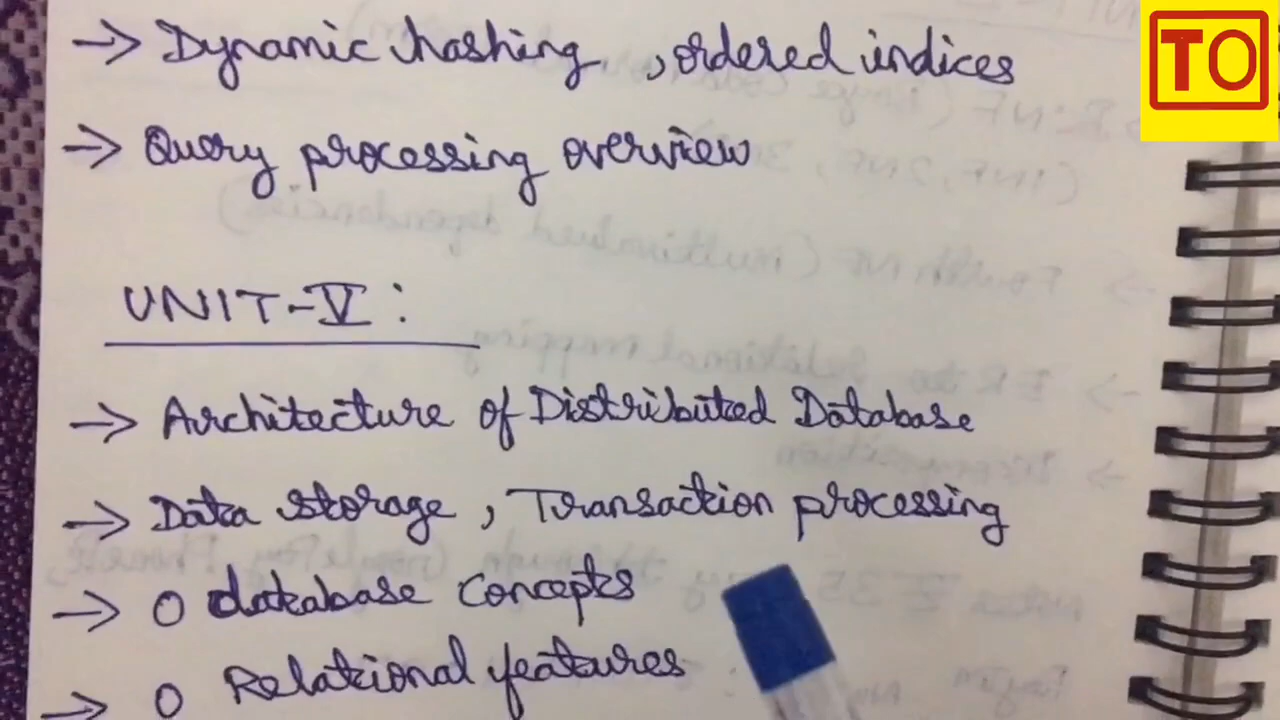 TO
→ Dynamic hashing, ordered indices
→ Query processing overview
UNIT-V:
→ Architecture of Distributed Database
→ Data storage, Transaction processing
→ O database concepts
→ O Relational features